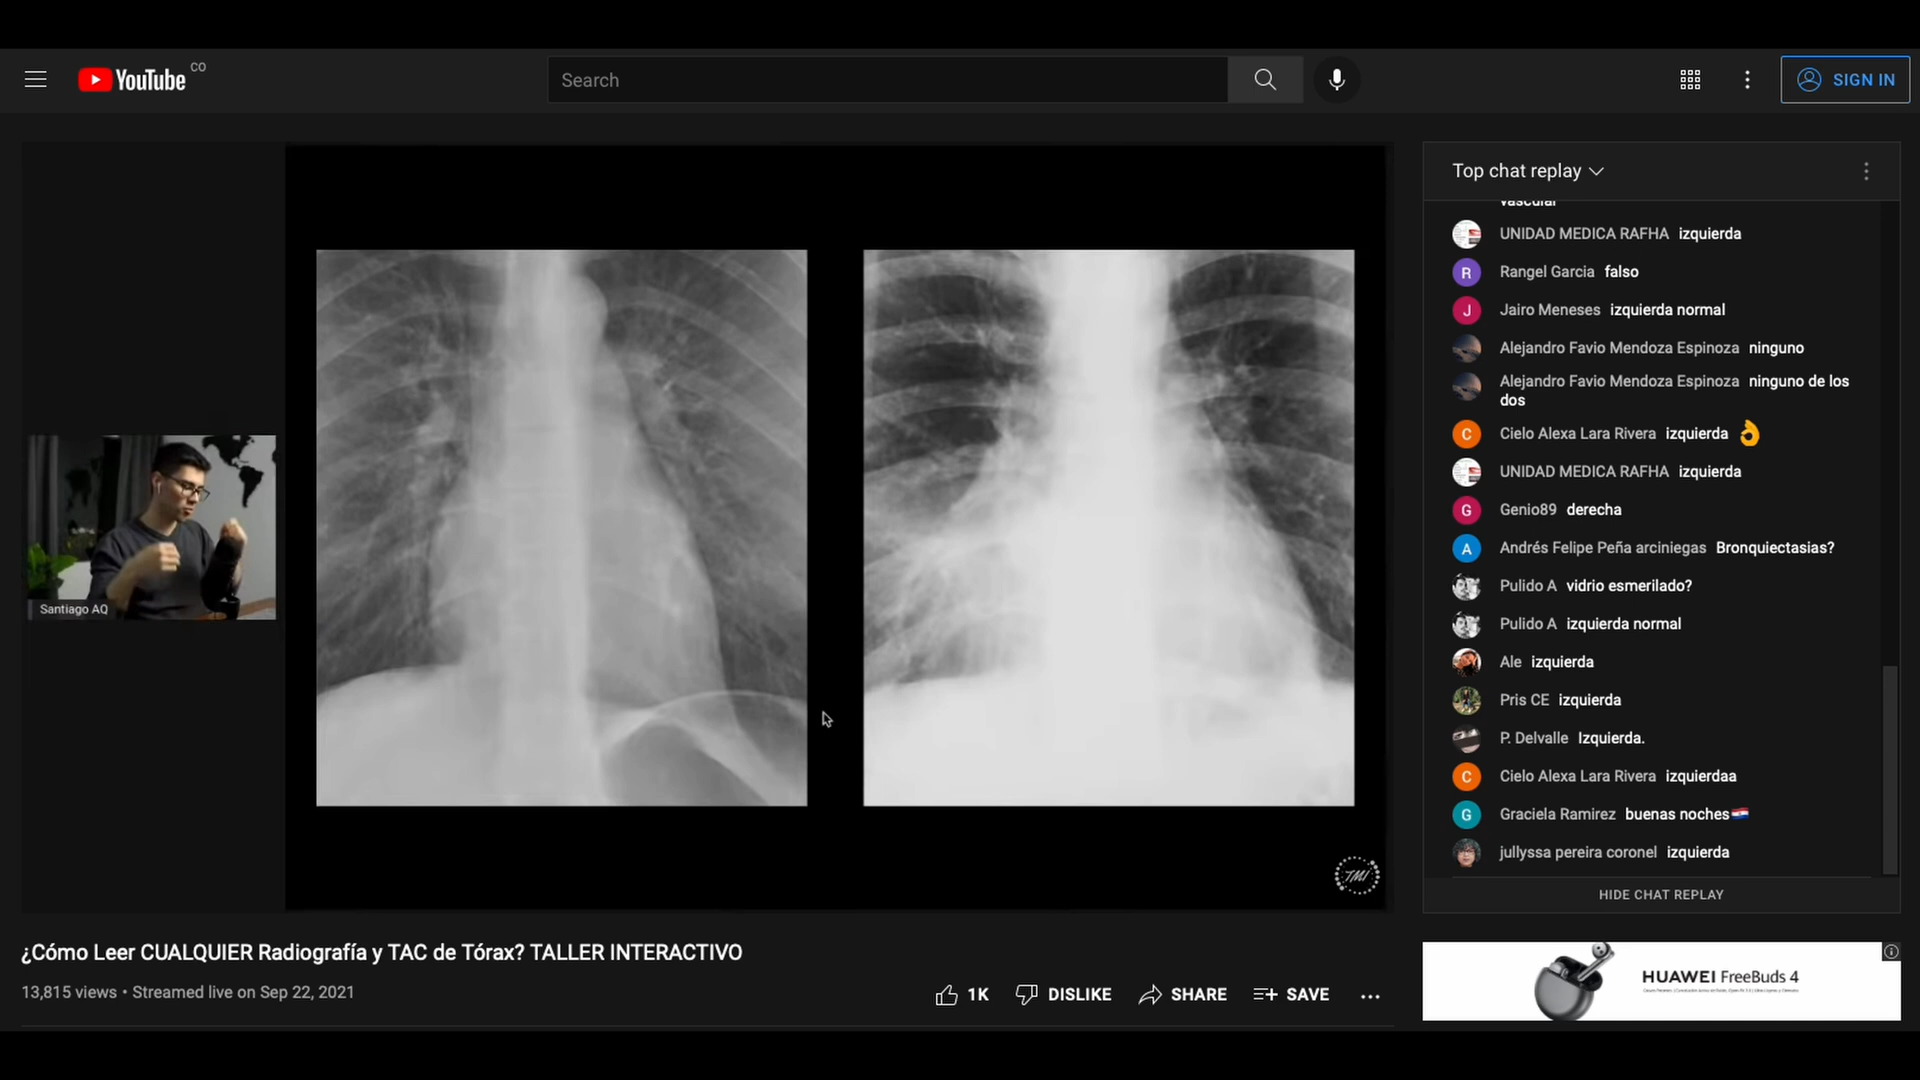 YouTube CO
Search
SIGN IN
Top chat replay
vascular
UNIDAD MEDICA RAFHA izquierda
R Rangel Garcia falso
J Jairo Meneses izquierda normal
Alejandro Favio Mendoza Espinoza ninguno
Alejandro Favio Mendoza Espinoza ninguno de los
dos
C Cielo Alexa Lara Rivera izquierda 👌
UNIDAD MEDICA RAFHA izquierda
G Genio89 derecha
A Andrés Felipe Peña arciniegas Bronquiectasias?
Pulido A vidrio esmerilado?
Pulido A izquierda normal
Ale izquierda
Pris CE izquierda
P. Delvalle Izquierda.
C Cielo Alexa Lara Rivera izquierdaa
G Graciela Ramirez buenas noches🇵🇾
jullyssa pereira coronel izquierda
HIDE CHAT REPLAY
Santiago AQ
TMI
¿Cómo Leer CUALQUIER Radiografía y TAC de Tórax? TALLER INTERACTIVO
13,815 views • Streamed live on Sep 22, 2021
1K DISLIKE SHARE SAVE
HUAWEI FreeBuds 4